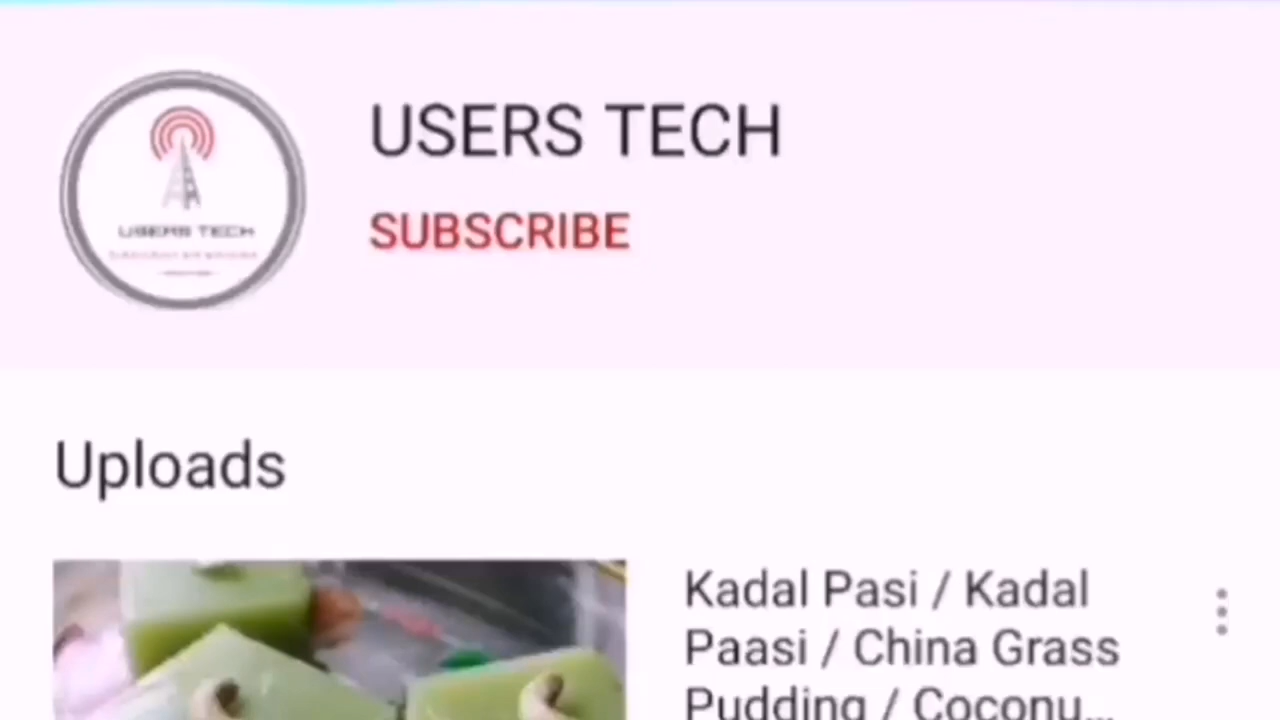 USERS TECH
SUBSCRIBE
USERS TECH
Uploads
Kadal Pasi / Kadal
Paasi / China Grass
Pudding / Coconu...